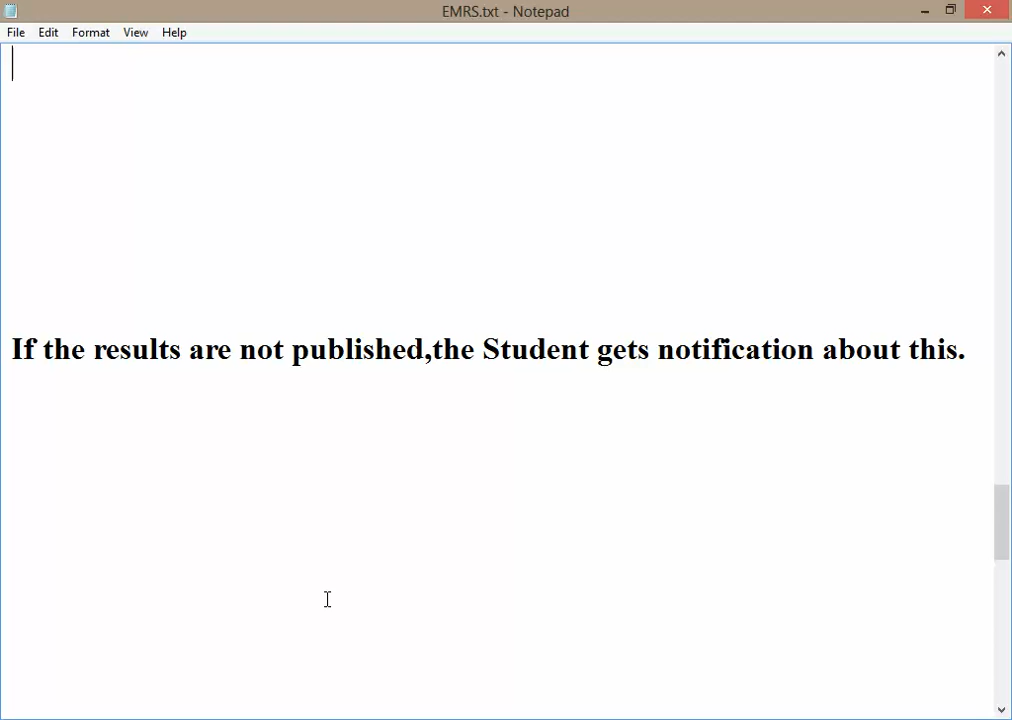 EMRS.txt - Notepad
File Edit Format View Help
If the results are not published,the Student gets notification about this.